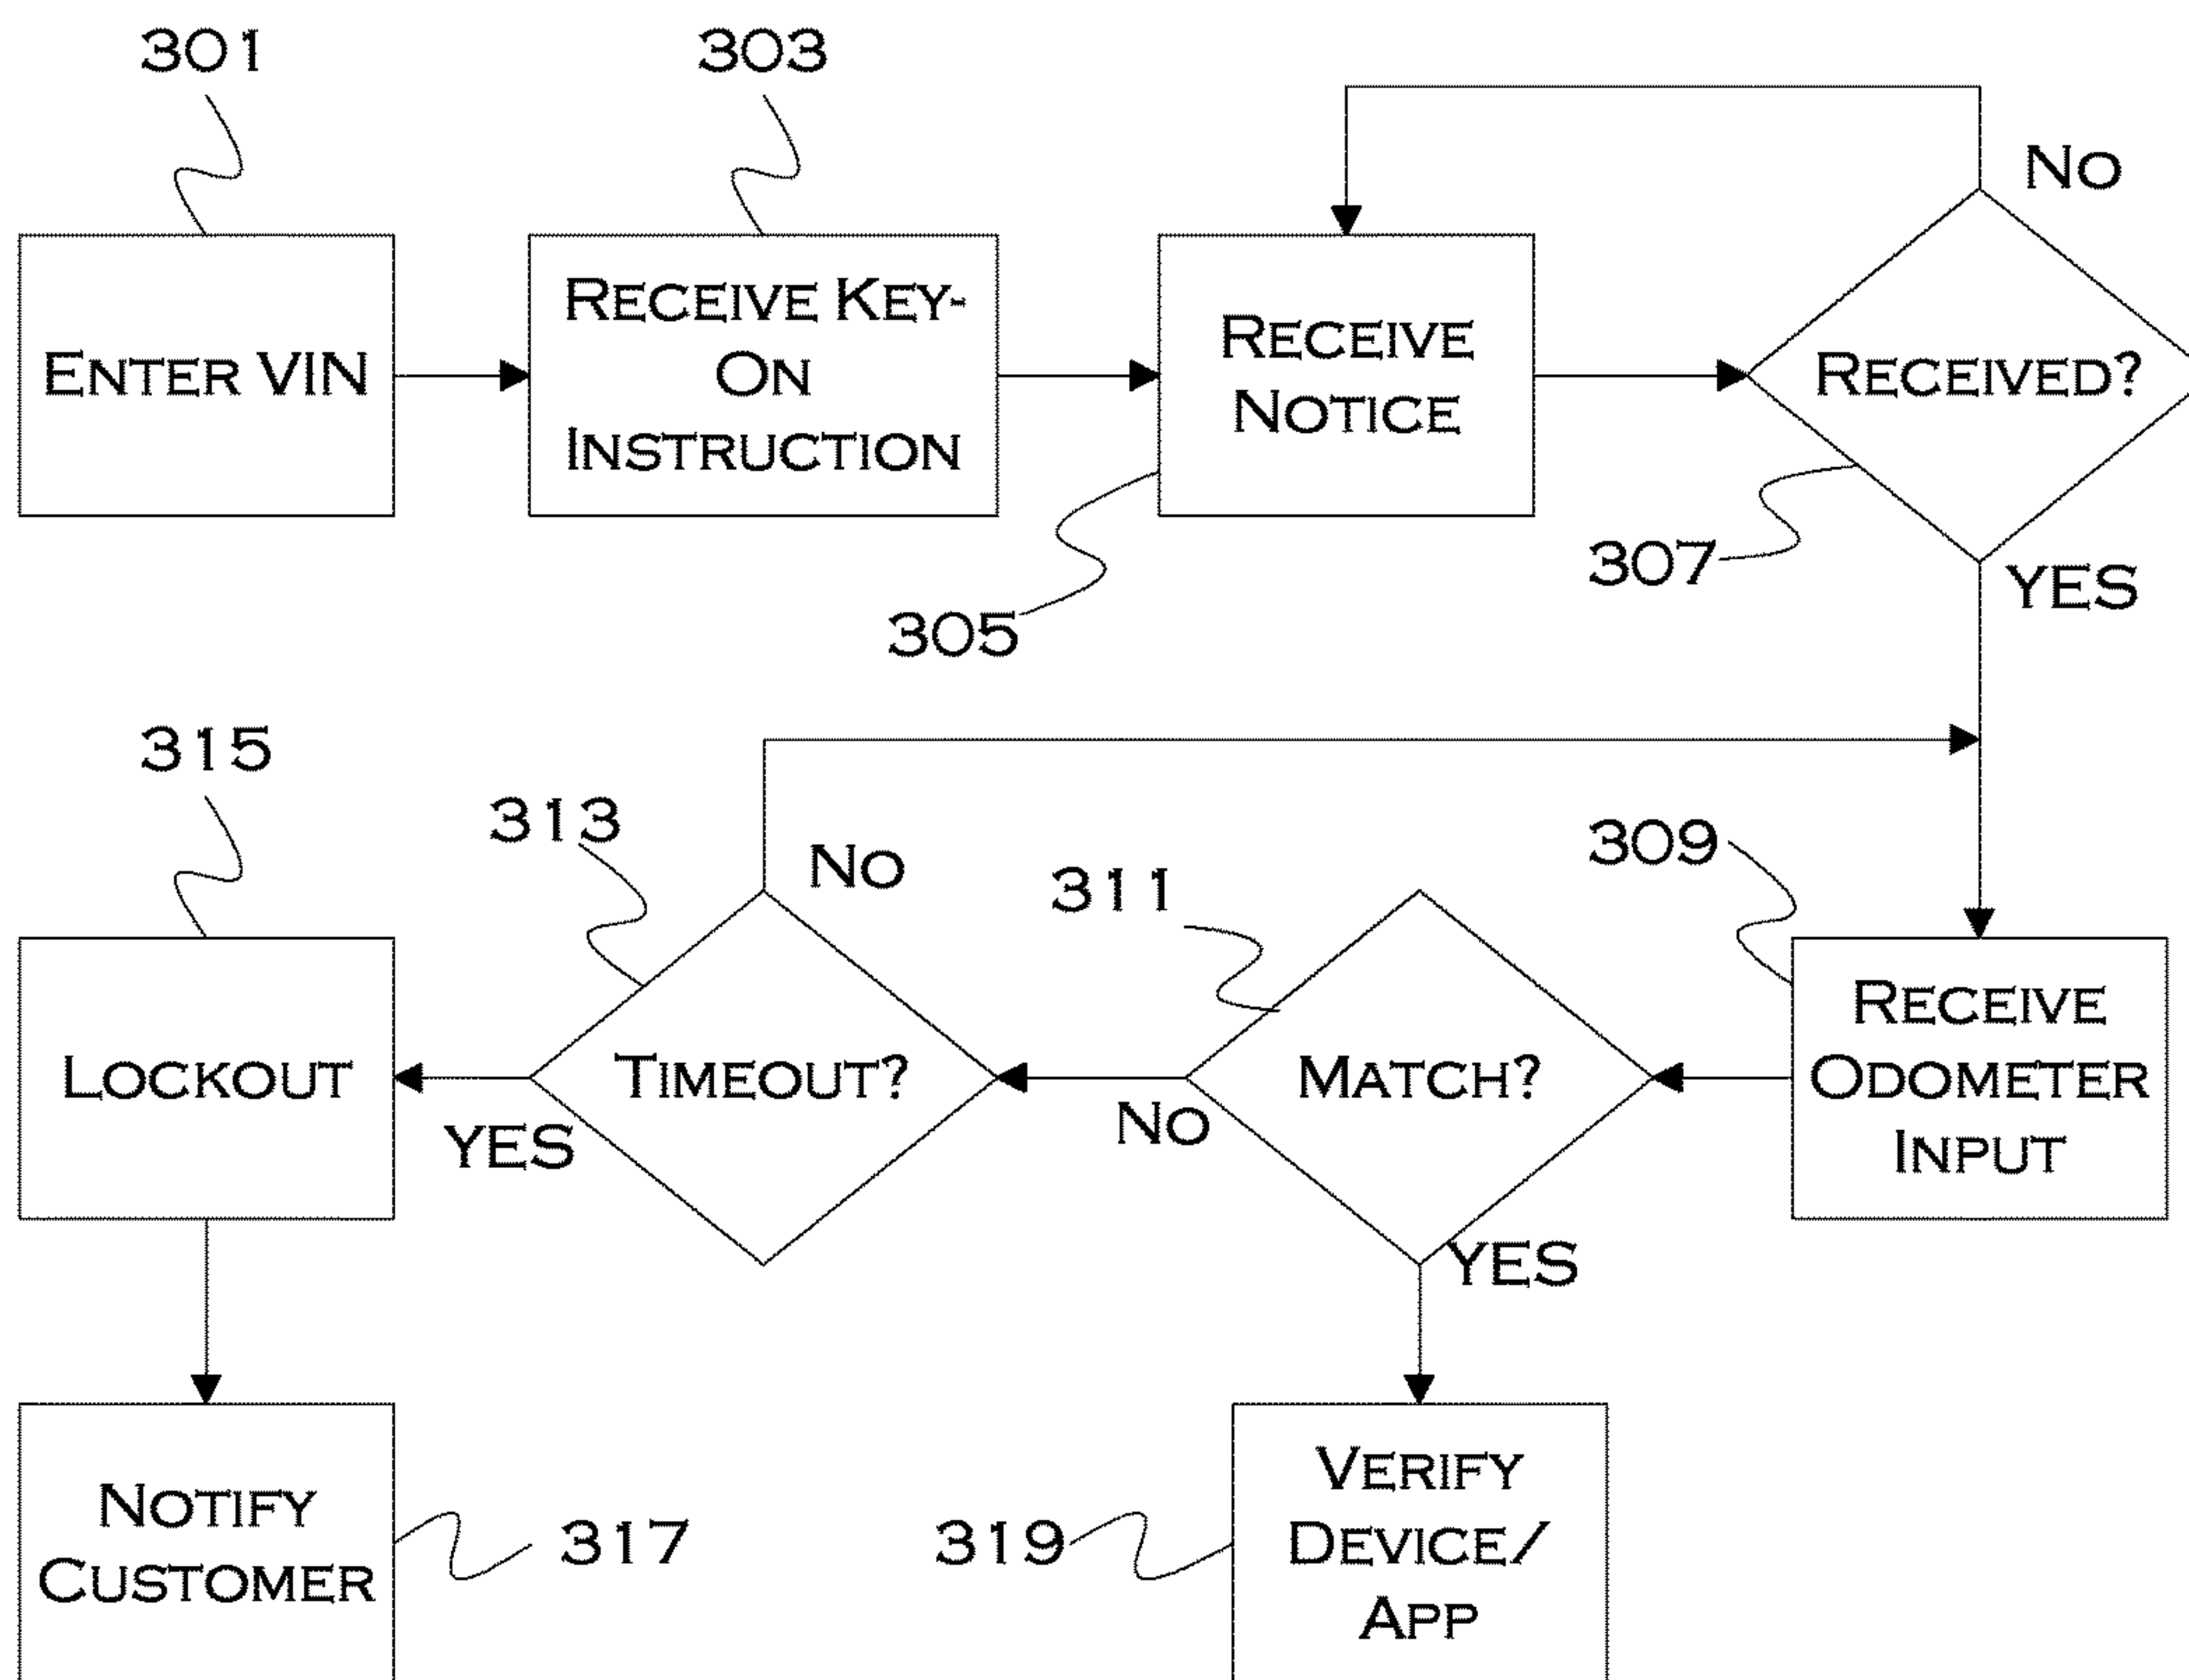 301
303
No
ENTER VIN
RECEIVE KEY-
ON
INSTRUCTION
RECEIVE
NOTICE
RECEIVED?
307
YES
305
315
313
No
311
309
LOCKOUT
YES
TIMEOUT?
No
MATCH?
YES
RECEIVE
ODOMETER
INPUT
NOTIFY
CUSTOMER
317
319
VERIFY
DEVICE/
APP